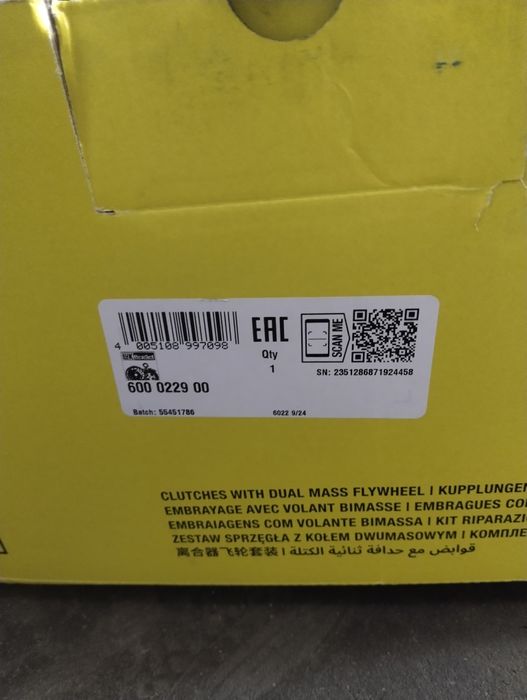 4 005108 997098
EAC
Qty
1
SCAN ME
SN: 2351286871924458
600 0229 00
Batch: 55451786
6022 9/24
CLUTCHES WITH DUAL MASS FLYWHEEL | KUPPLUNGEN
EMBRAYAGE AVEC VOLANT BIMASSE | EMBRAGUES CO
EMBRAIAGENS COM VOLANTE BIMASSA | KIT RIPARAZI
ZESTAW SPRZĘGŁA Z KOŁEM DWUMASOWYM | КОМПЛЕ
离合器飞轮套装 | قوابض مع حدافة ثنائية الكتلة